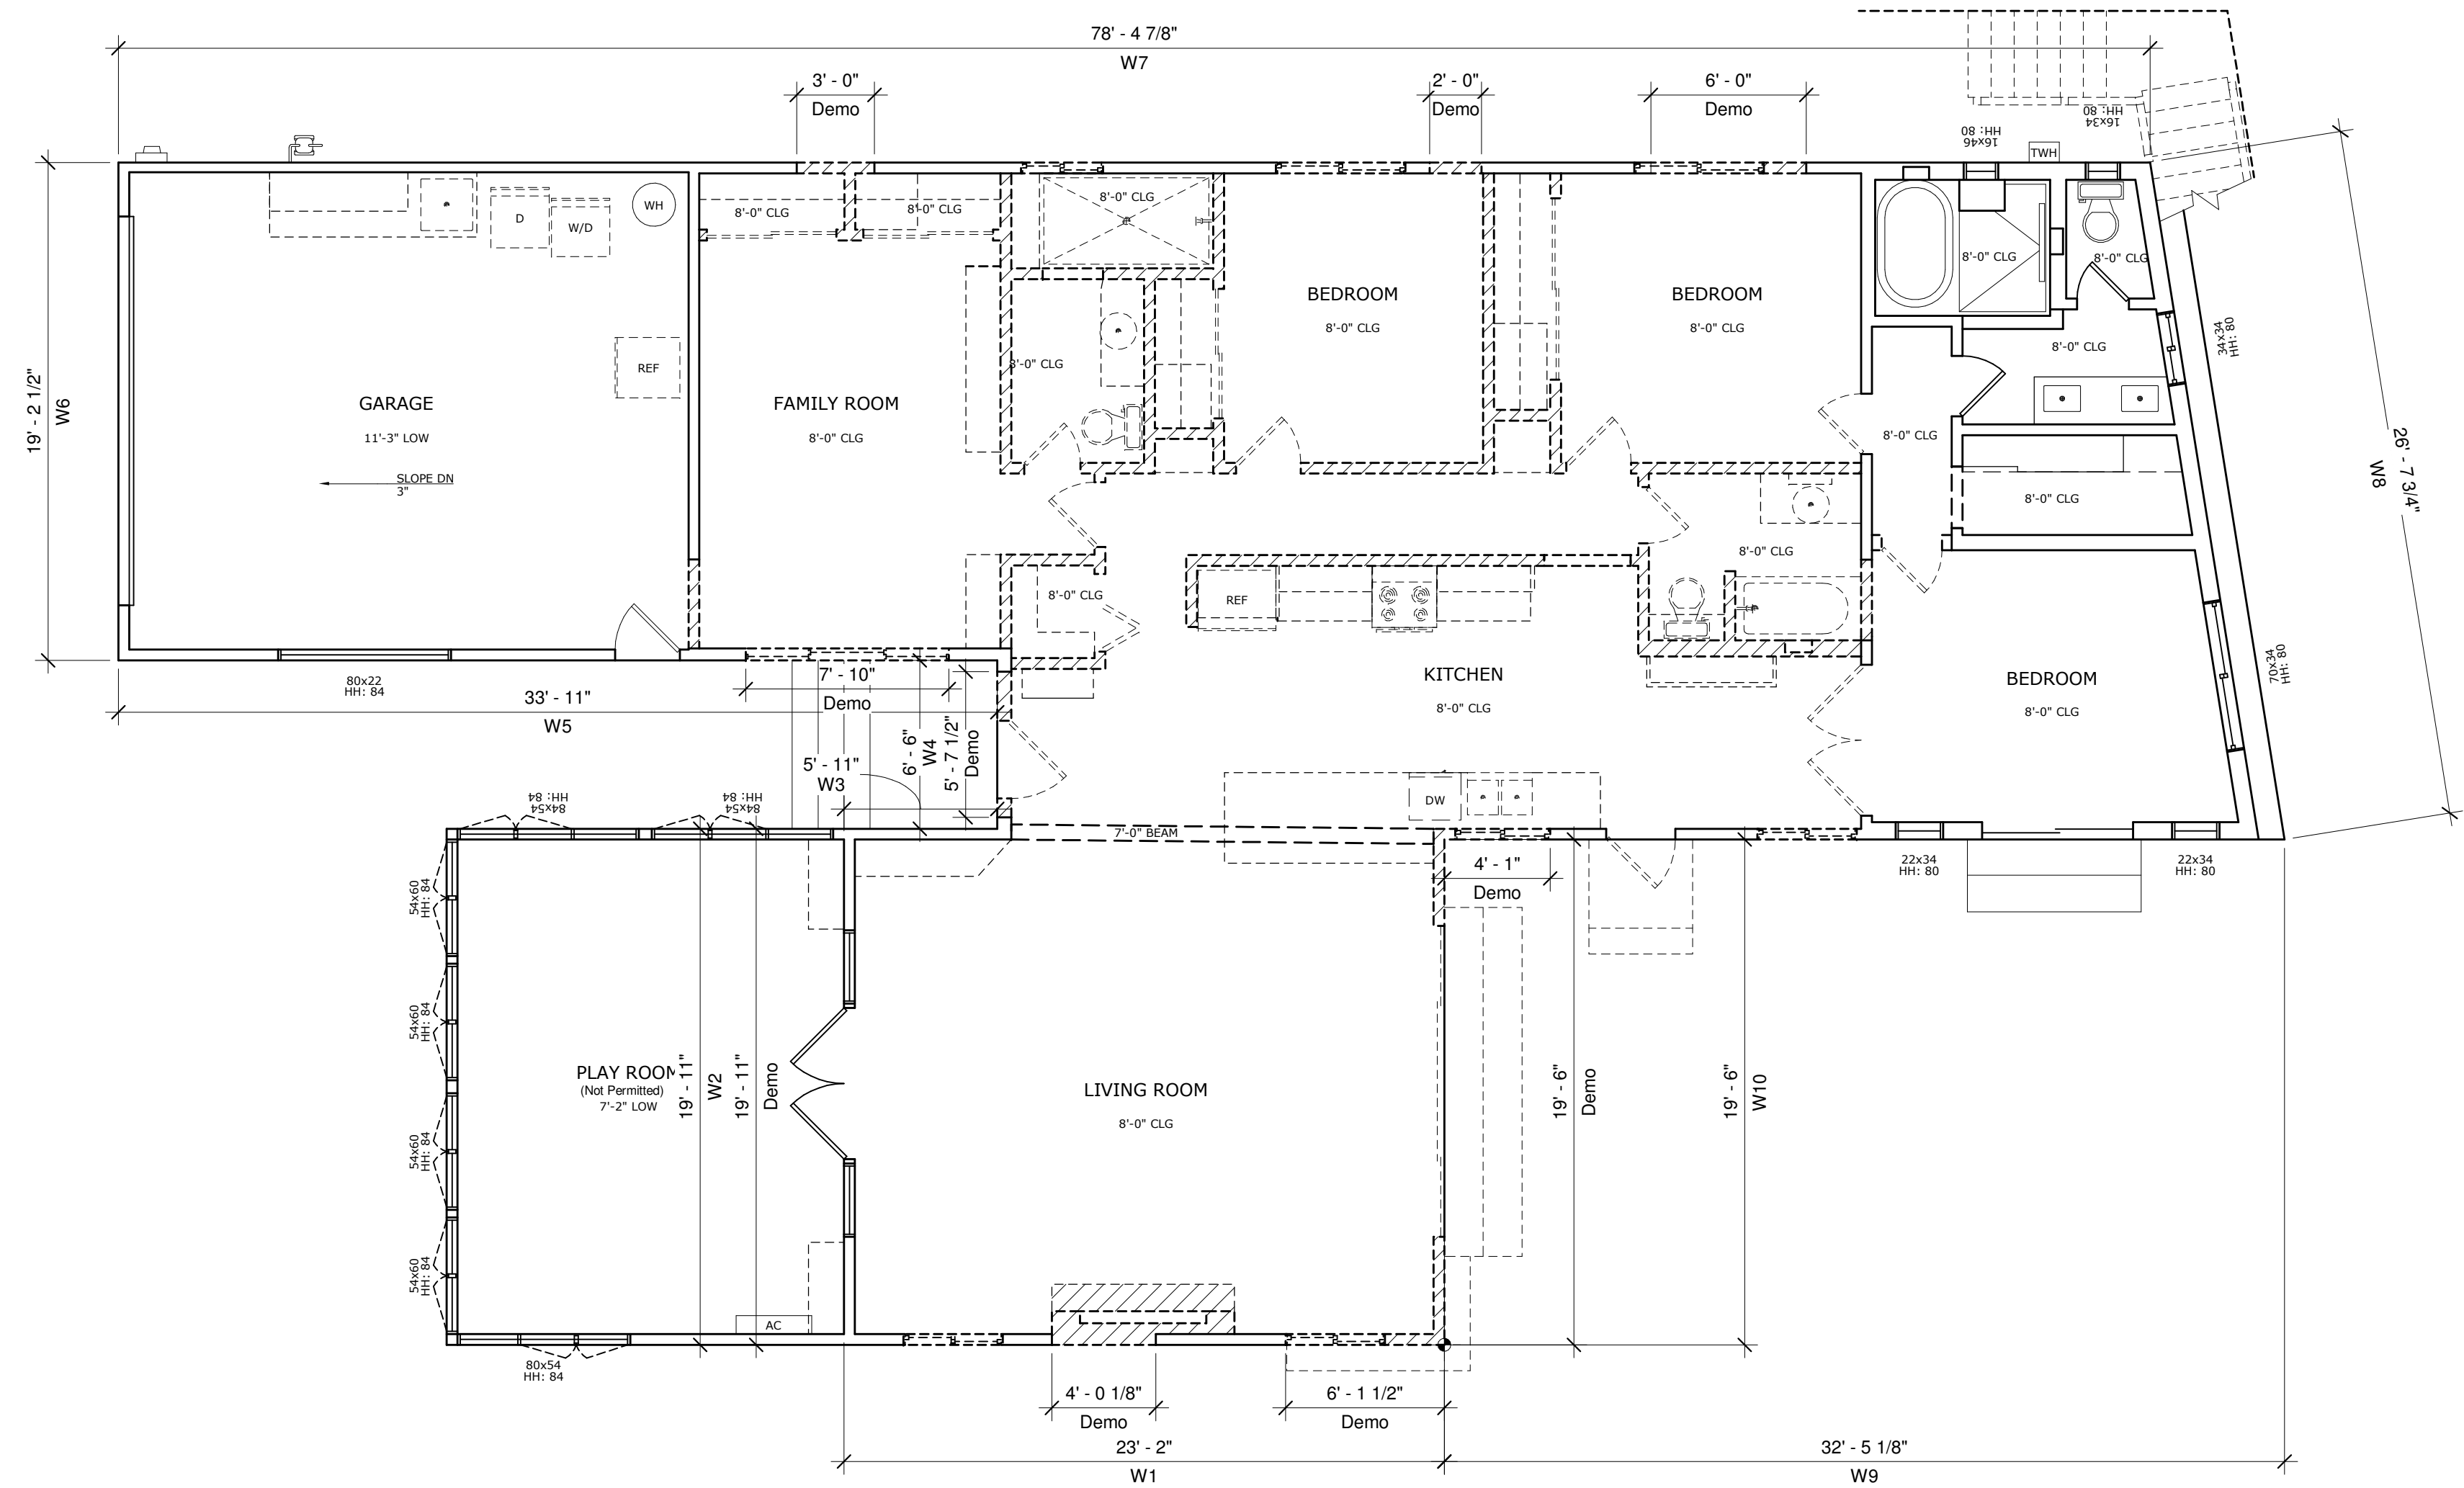 78' - 4 7/8"
W7
3' - 0"
Demo
2' - 0"
Demo
6' - 0"
Demo
16x46
HH: 80
16x34
HH: 80
TWH
19' - 2 1/2"
W6
D
W/D
WH
REF
GARAGE
11'-3" LOW
SLOPE DN
3"
8'-0" CLG
8'-0" CLG
FAMILY ROOM
8'-0" CLG
8'-0" CLG
8'-0" CLG
BEDROOM
8'-0" CLG
BEDROOM
8'-0" CLG
8'-0" CLG
8'-0" CLG
8'-0" CLG
34x34
HH: 80
8'-0" CLG
8'-0" CLG
26' - 7 3/4"
W8
8'-0" CLG
8'-0" CLG
REF
KITCHEN
8'-0" CLG
BEDROOM
8'-0" CLG
70x34
HH: 80
80x22
HH: 84
33' - 11"
W5
7' - 10"
Demo
5' - 11"
W3
6' - 6"
W4
5' - 7 1/2"
Demo
84x54
HH: 84
84x54
HH: 84
DW
7'-0" BEAM
4' - 1"
Demo
22x34
HH: 80
22x34
HH: 80
54x60
HH: 84
54x60
HH: 84
54x60
HH: 84
54x60
HH: 84
PLAY ROOM
(Not Permitted)
7'-2" LOW
19' - 11"
W2
19' - 11"
Demo
LIVING ROOM
8'-0" CLG
19' - 6"
Demo
19' - 6"
W10
AC
80x54
HH: 84
4' - 0 1/8"
Demo
6' - 1 1/2"
Demo
23' - 2"
W1
32' - 5 1/8"
W9